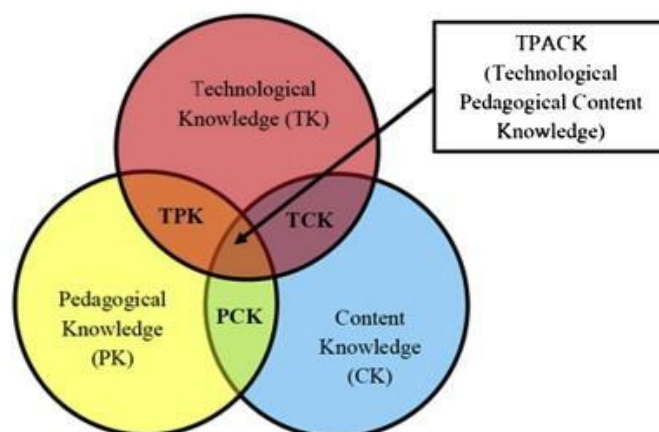 TPACK
(Technological
Pedagogical Content
Knowledge)
Technological
Knowledge (TK)
TPK
TCK
Pedagogical
Knowledge
(PK)
PCK
Content
Knowledge
(CK)